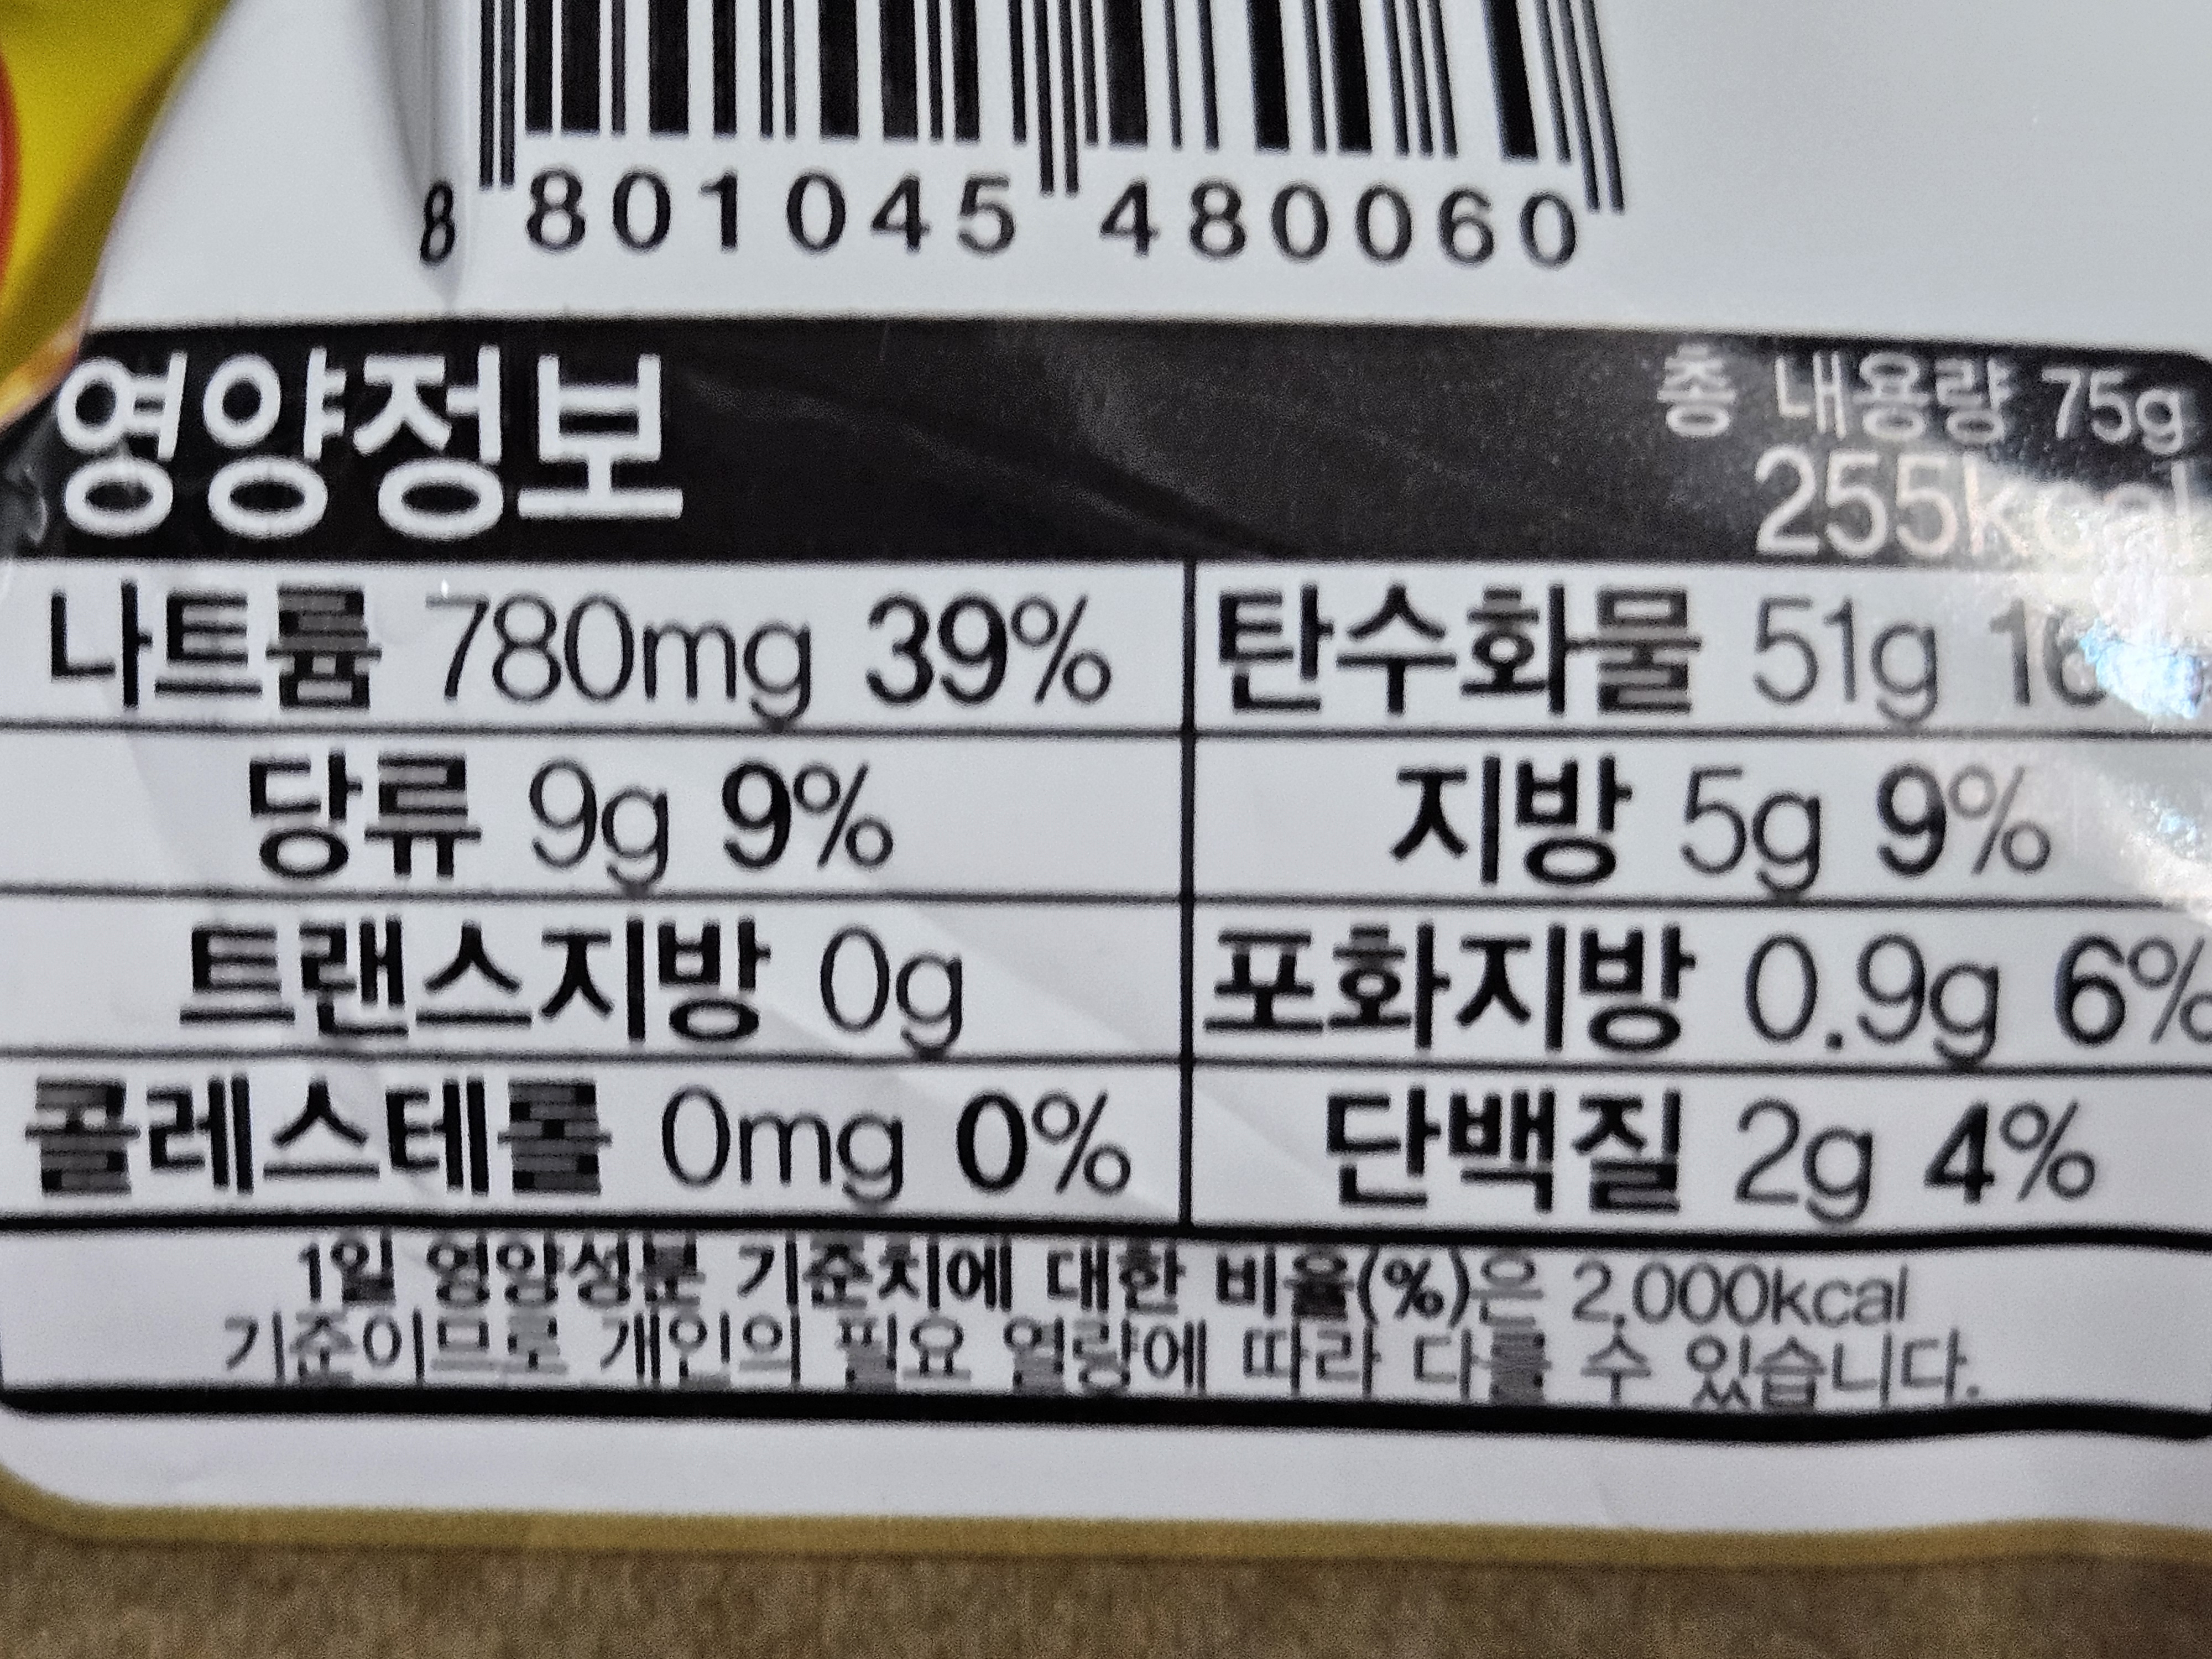 8 801045 480060
영양정보
총 내용량 75g
255kcal
나트륨 780mg 39%
탄수화물 51g
당류 9g 9%
지방 5g 9%
트랜스지방 0g
포화지방 0.9g 6%
콜레스테롤 0mg 0%
단백질 2g 4%
1일 영양성분 기준치에 대한 비율(%)은 2,000kcal
기준이므로 개인의 필요 열량에 따라 다를 수 있습니다.